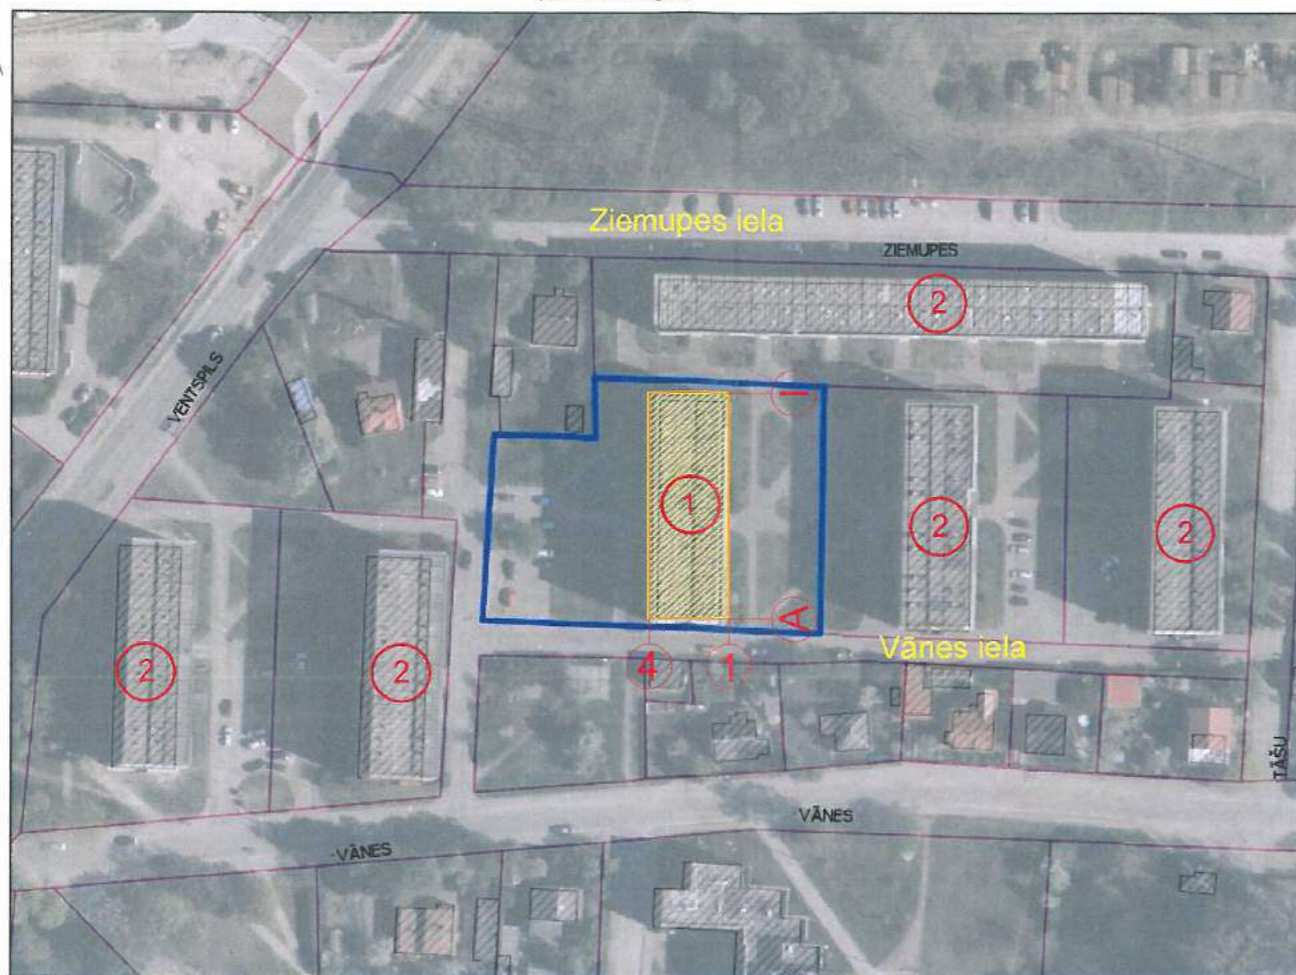 Ziemupes iela
ZIEMUPES
2
VENTSPILS
I
1
2
2
A
Vānes iela
2
2
4
1
TĀŠU
VĀNES
VĀNES